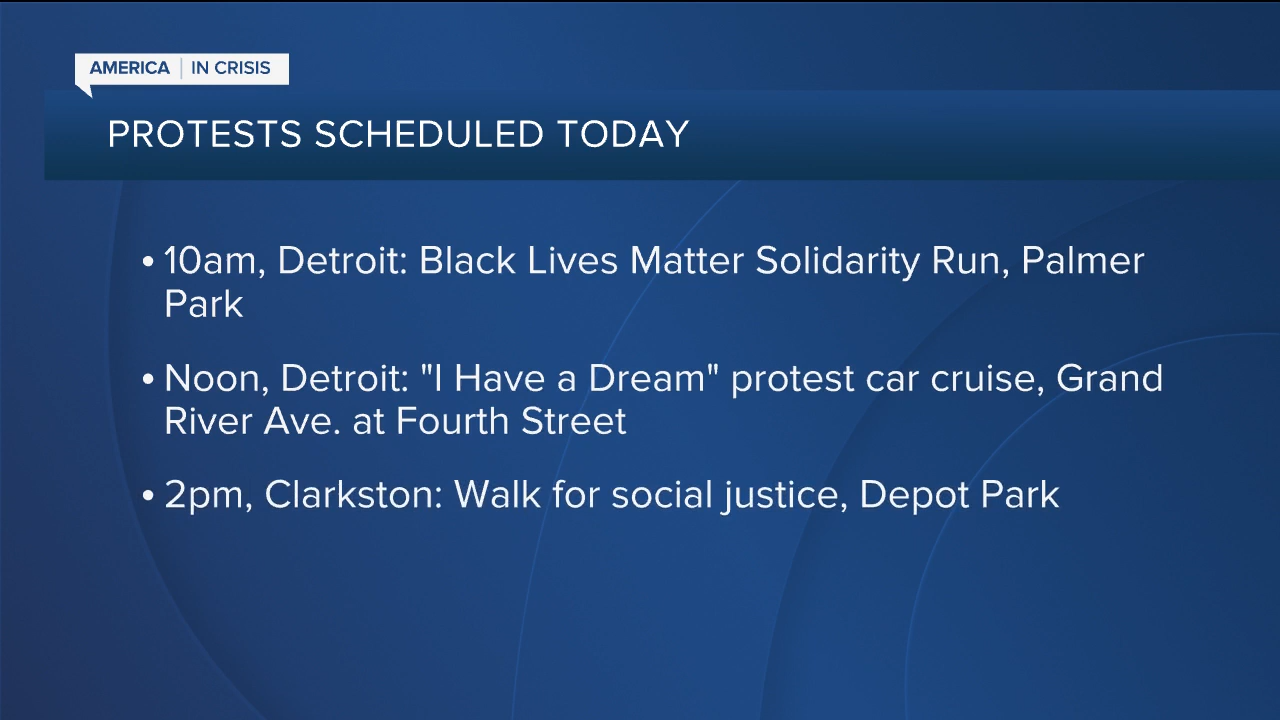 AMERICA | IN CRISIS
PROTESTS SCHEDULED TODAY
• 10am, Detroit: Black Lives Matter Solidarity Run, Palmer
Park
• Noon, Detroit: "I Have a Dream" protest car cruise, Grand
River Ave. at Fourth Street
• 2pm, Clarkston: Walk for social justice, Depot Park